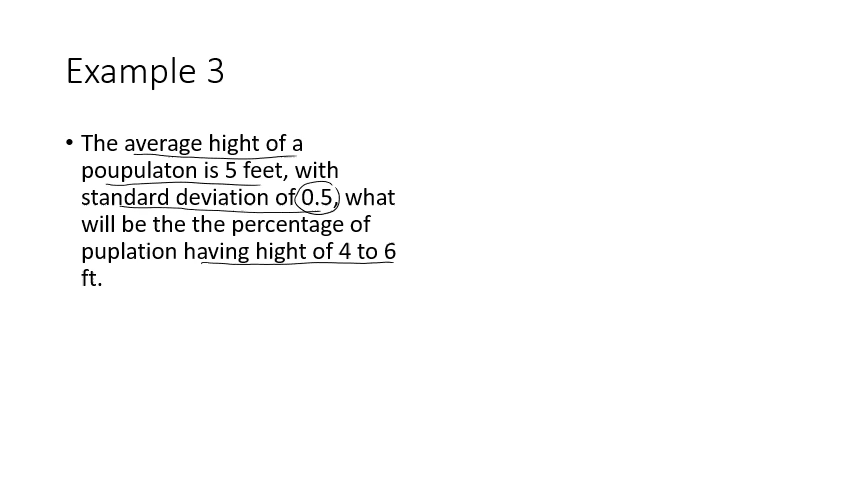 Example 3
• The average hight of a
poupulaton is 5 feet, with
standard deviation of 0.5, what
will be the the percentage of
puplation having hight of 4 to 6
ft.